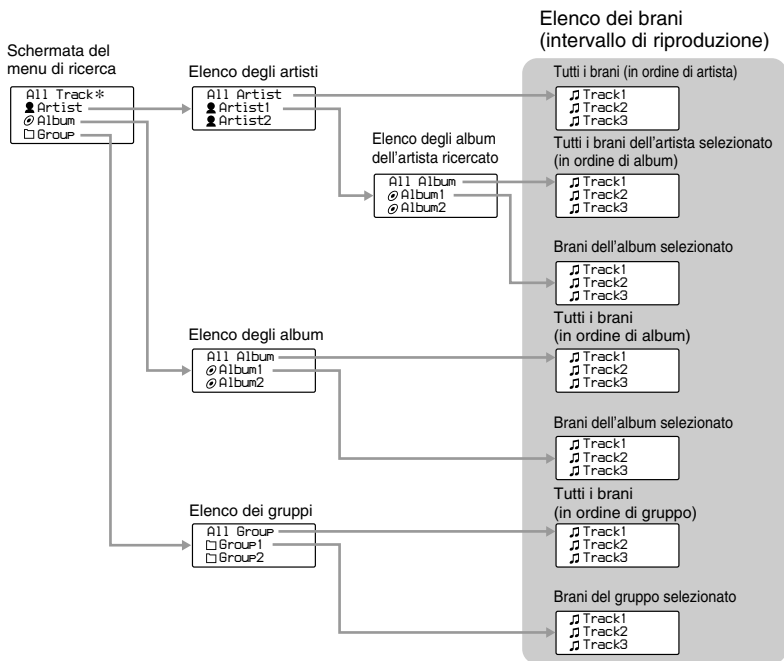 Elenco dei brani
(intervallo di riproduzione)
Schermata del
menu di ricerca
All Track*
Artist
Album
Group
Elenco degli artisti
All Artist
Artist1
Artist2
Tutti i brani (in ordine di artista)
Track1
Track2
Track3
Elenco degli album
dell'artista ricercato
All Album
Album1
Album2
Tutti i brani dell'artista selezionato
(in ordine di album)
Track1
Track2
Track3
Brani dell'album selezionato
Track1
Track2
Track3
Elenco degli album
All Album
Album1
Album2
Tutti i brani
(in ordine di album)
Track1
Track2
Track3
Brani dell'album selezionato
Track1
Track2
Track3
Elenco dei gruppi
All Group
Group1
Group2
Tutti i brani
(in ordine di gruppo)
Track1
Track2
Track3
Brani del gruppo selezionato
Track1
Track2
Track3